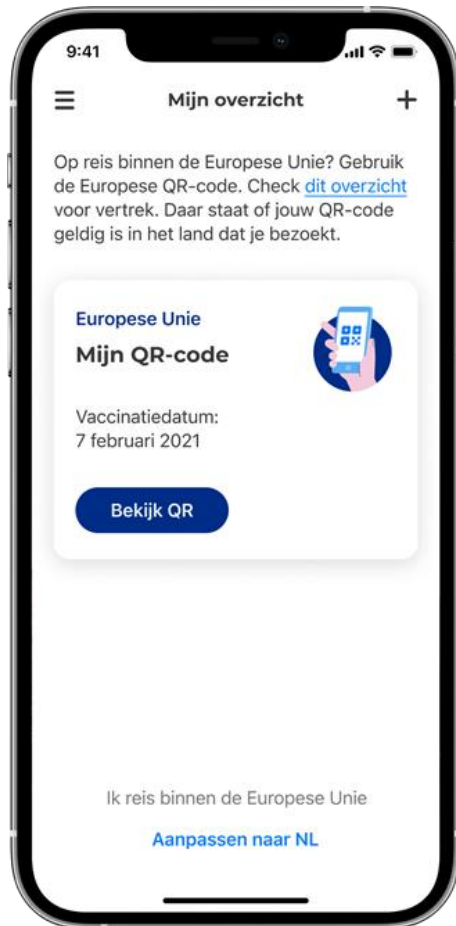 9:41
Mijn overzicht
Op reis binnen de Europese Unie? Gebruik
de Europese QR-code. Check dit overzicht
voor vertrek. Daar staat of jouw QR-code
geldig is in het land dat je bezoekt.
Europese Unie
Mijn QR-code
Vaccinatiedatum:
7 februari 2021
Bekijk QR
Ik reis binnen de Europese Unie
Aanpassen naar NL